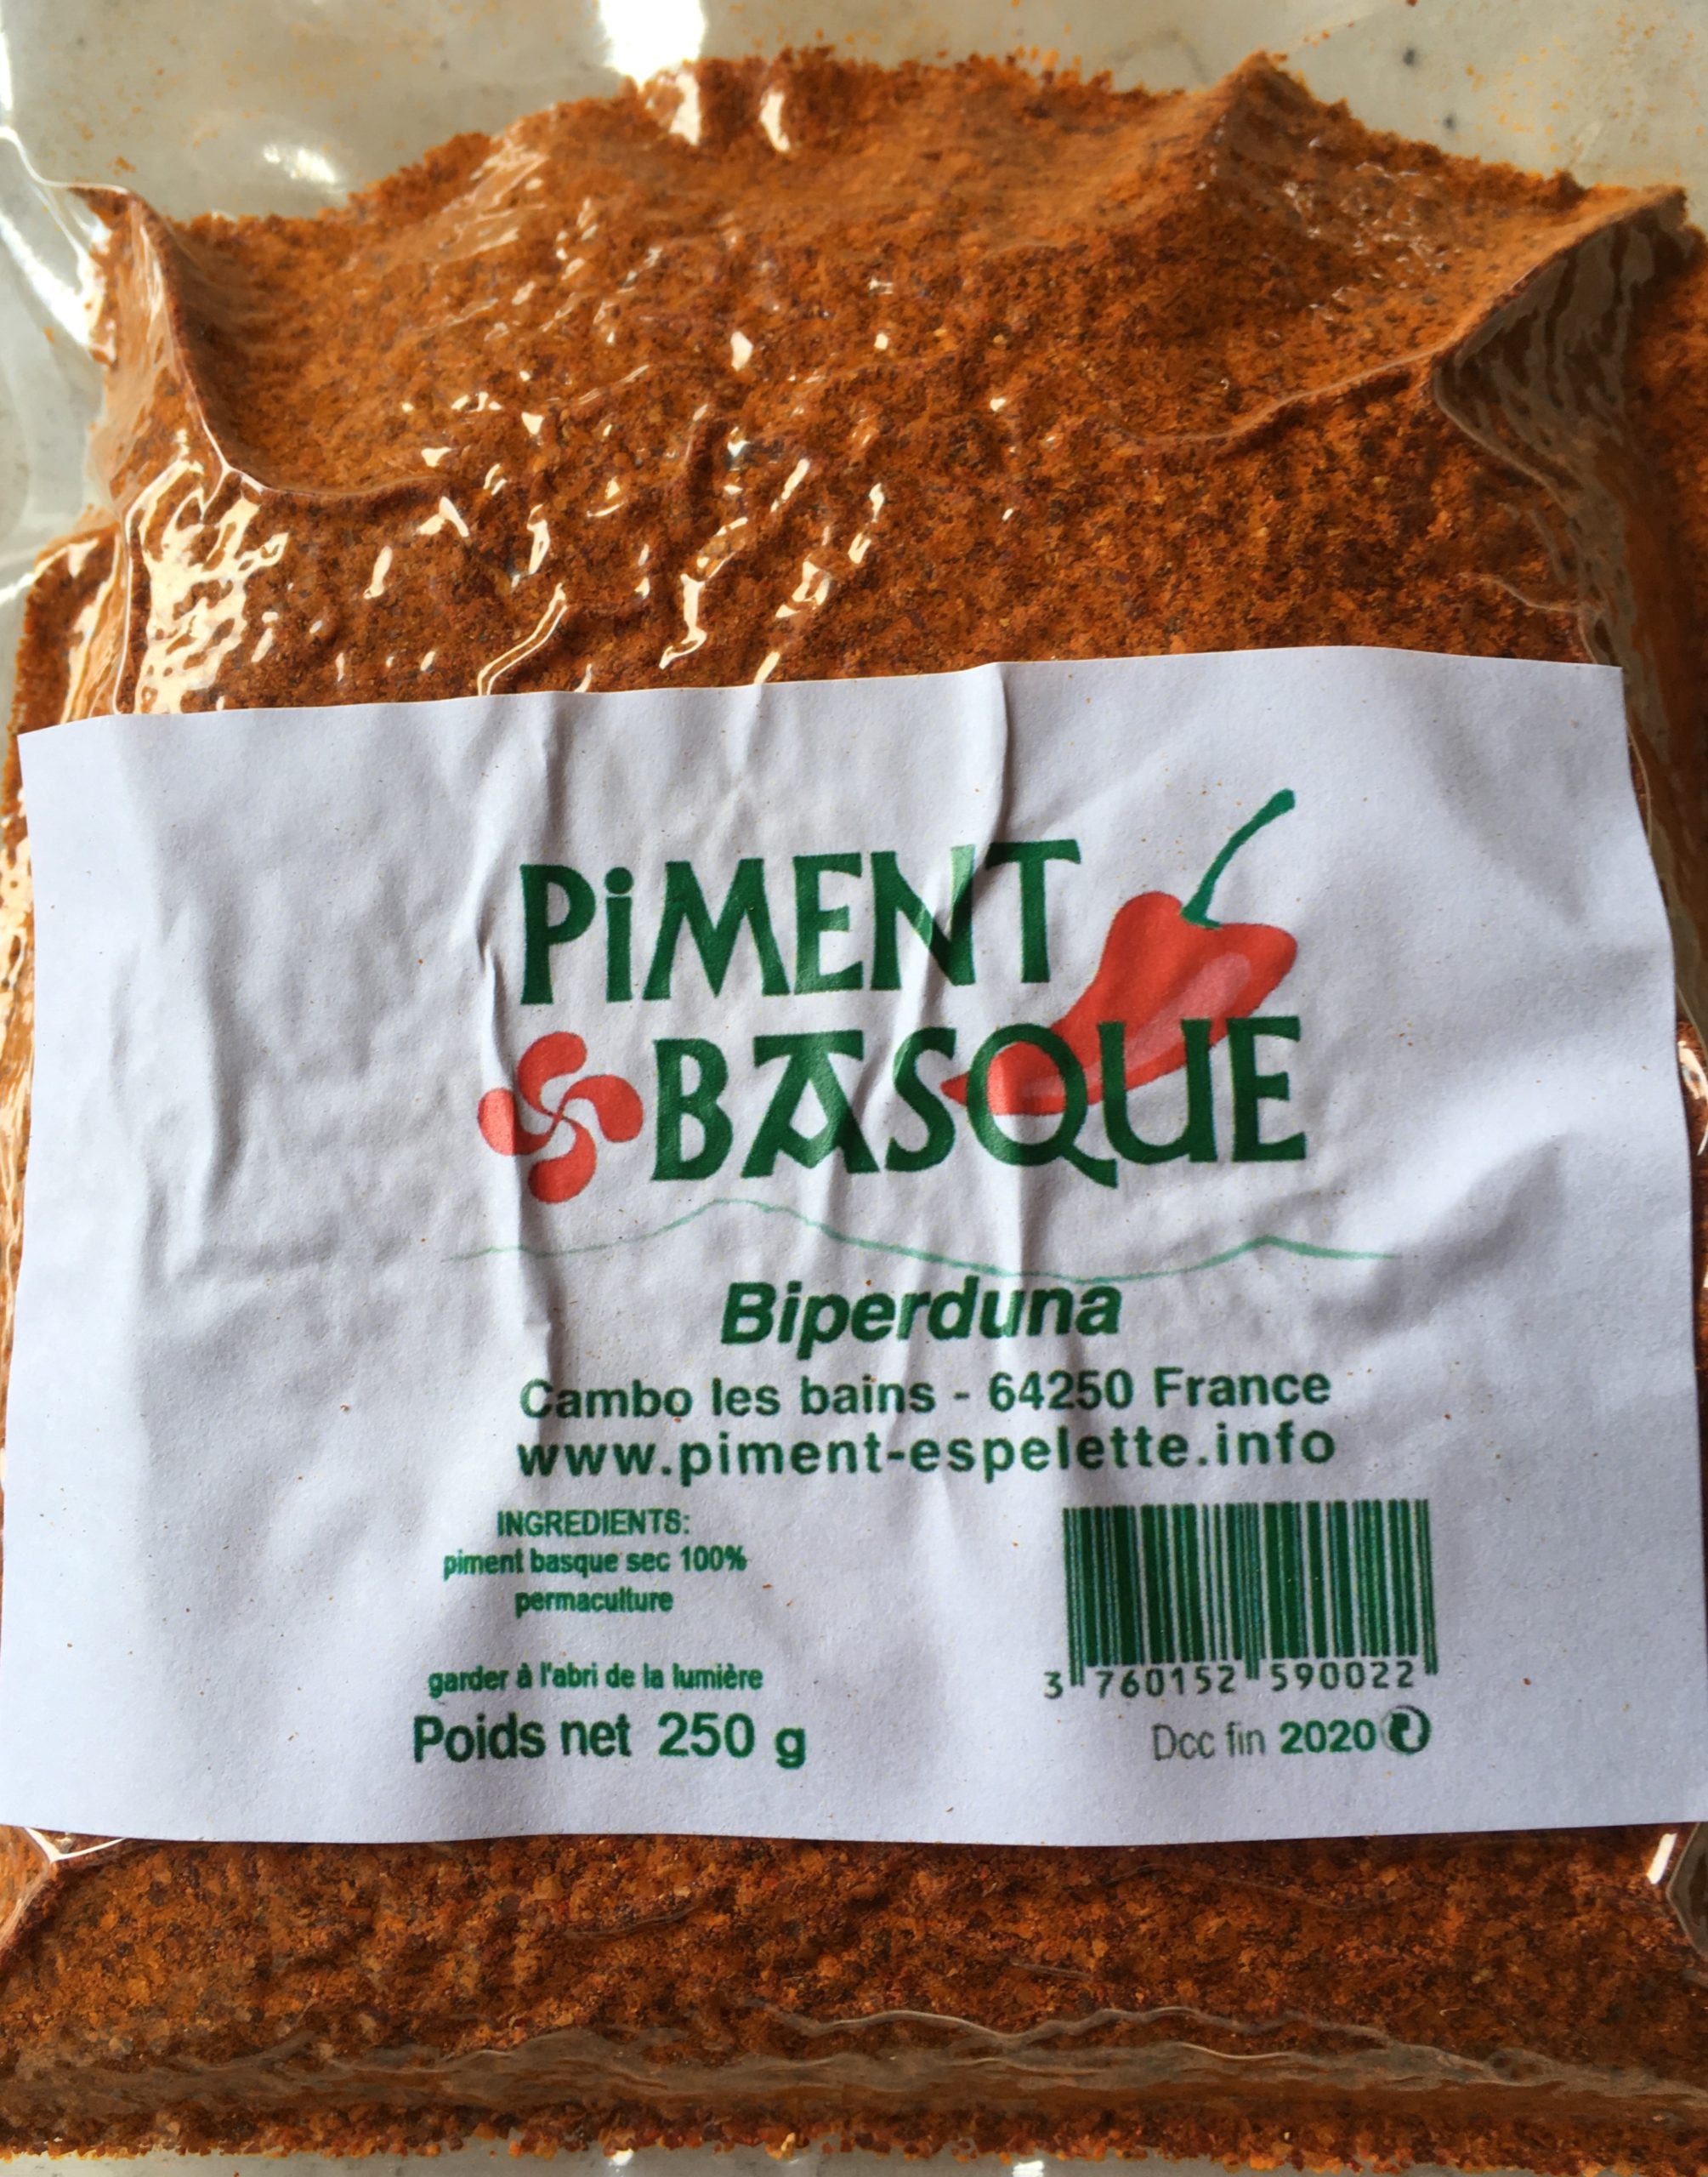 PiMENT
BASQUE
Biperduna
Cambo les bains - 64250 France
www.piment-espelette.info
INGREDIENTS:
piment basque sec 100%
permaculture
garder à l'abri de la lumière
Poids net 250 g
3 760152 590022
Dcc fin 2020